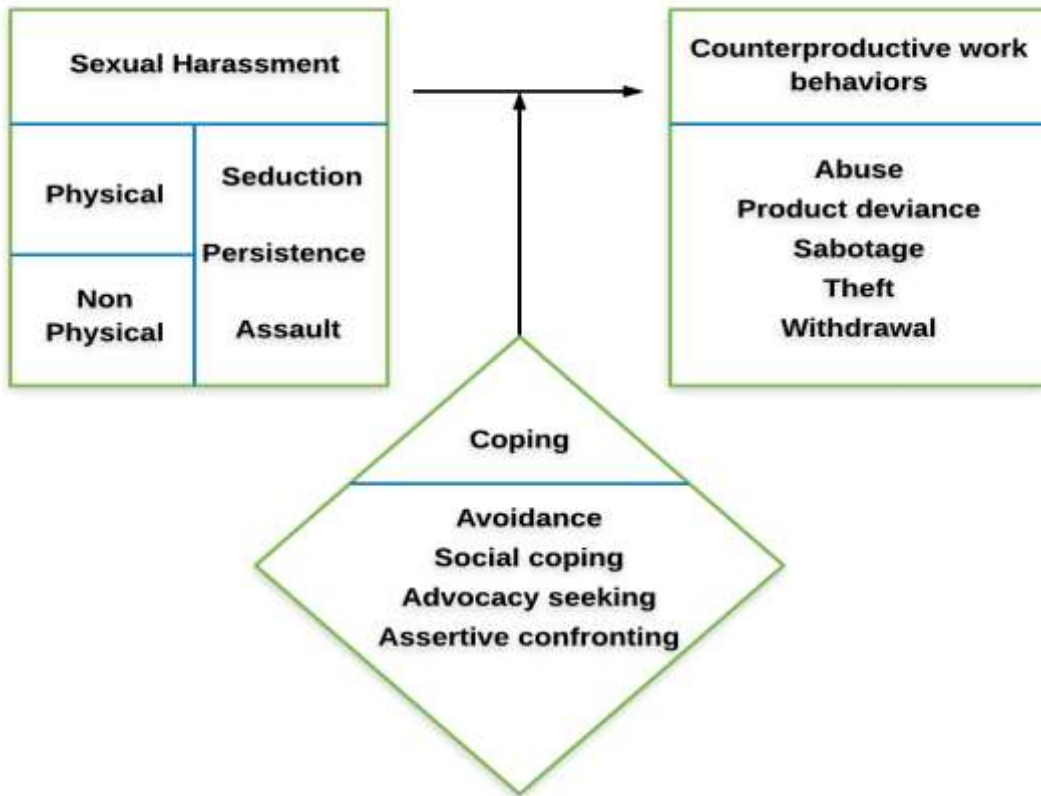 Sexual Harassment
Physical
Non
Physical
Seduction
Persistence
Assault
Counterproductive work
behaviors
Abuse
Product deviance
Sabotage
Theft
Withdrawal
Coping
Avoidance
Social coping
Advocacy seeking
Assertive confronting